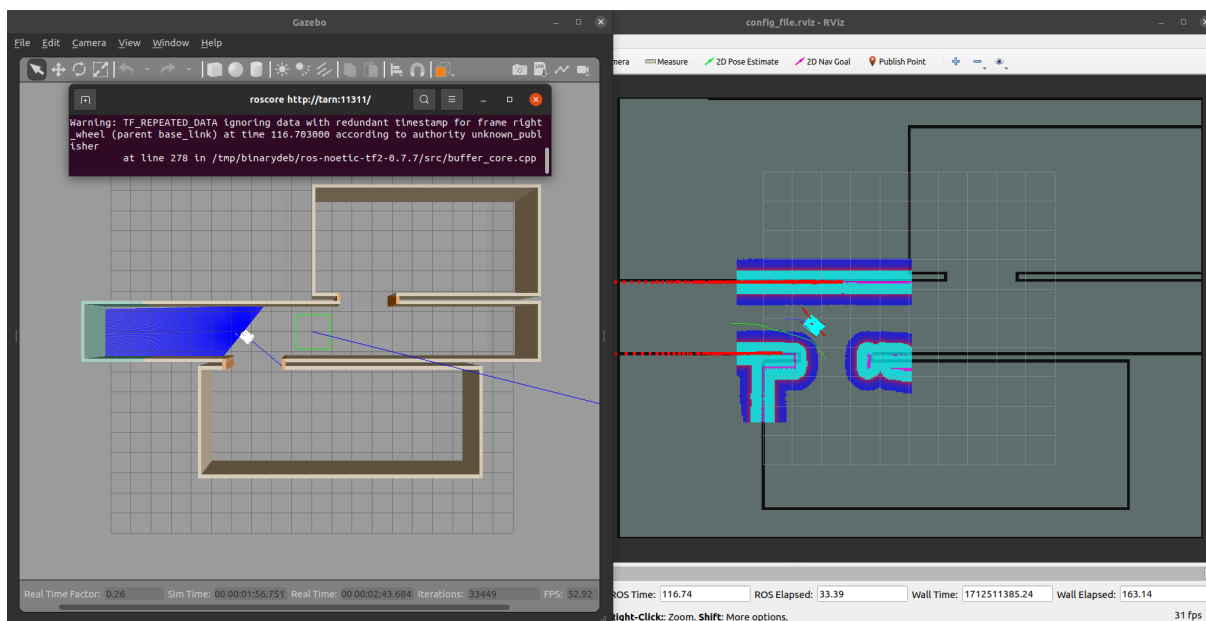 Gazebo
File Edit Camera View Window Help
roscore http://tarn:11311/
Warning: TF_REPEATED_DATA ignoring data with redundant timestamp for frame right
_wheel (parent base_link) at time 116.703000 according to authority unknown_publ
isher
at line 278 in /tmp/binarydeb/ros-noetic-tf2-0.7.7/src/buffer_core.cpp
Real Time Factor: 0.26 Sim Time: 00 00:01:56.751 Real Time: 00 00:02:43.684 Iterations: 33449 FPS: 52.92
config_file.rviz - RViz
mera Measure 2D Pose Estimate 2D Nav Goal Publish Point
ROS Time: 116.74 ROS Elapsed: 33.39 Wall Time: 1712511385.24 Wall Elapsed: 163.14
Right-Click: Zoom. Shift: More options. 31 fps